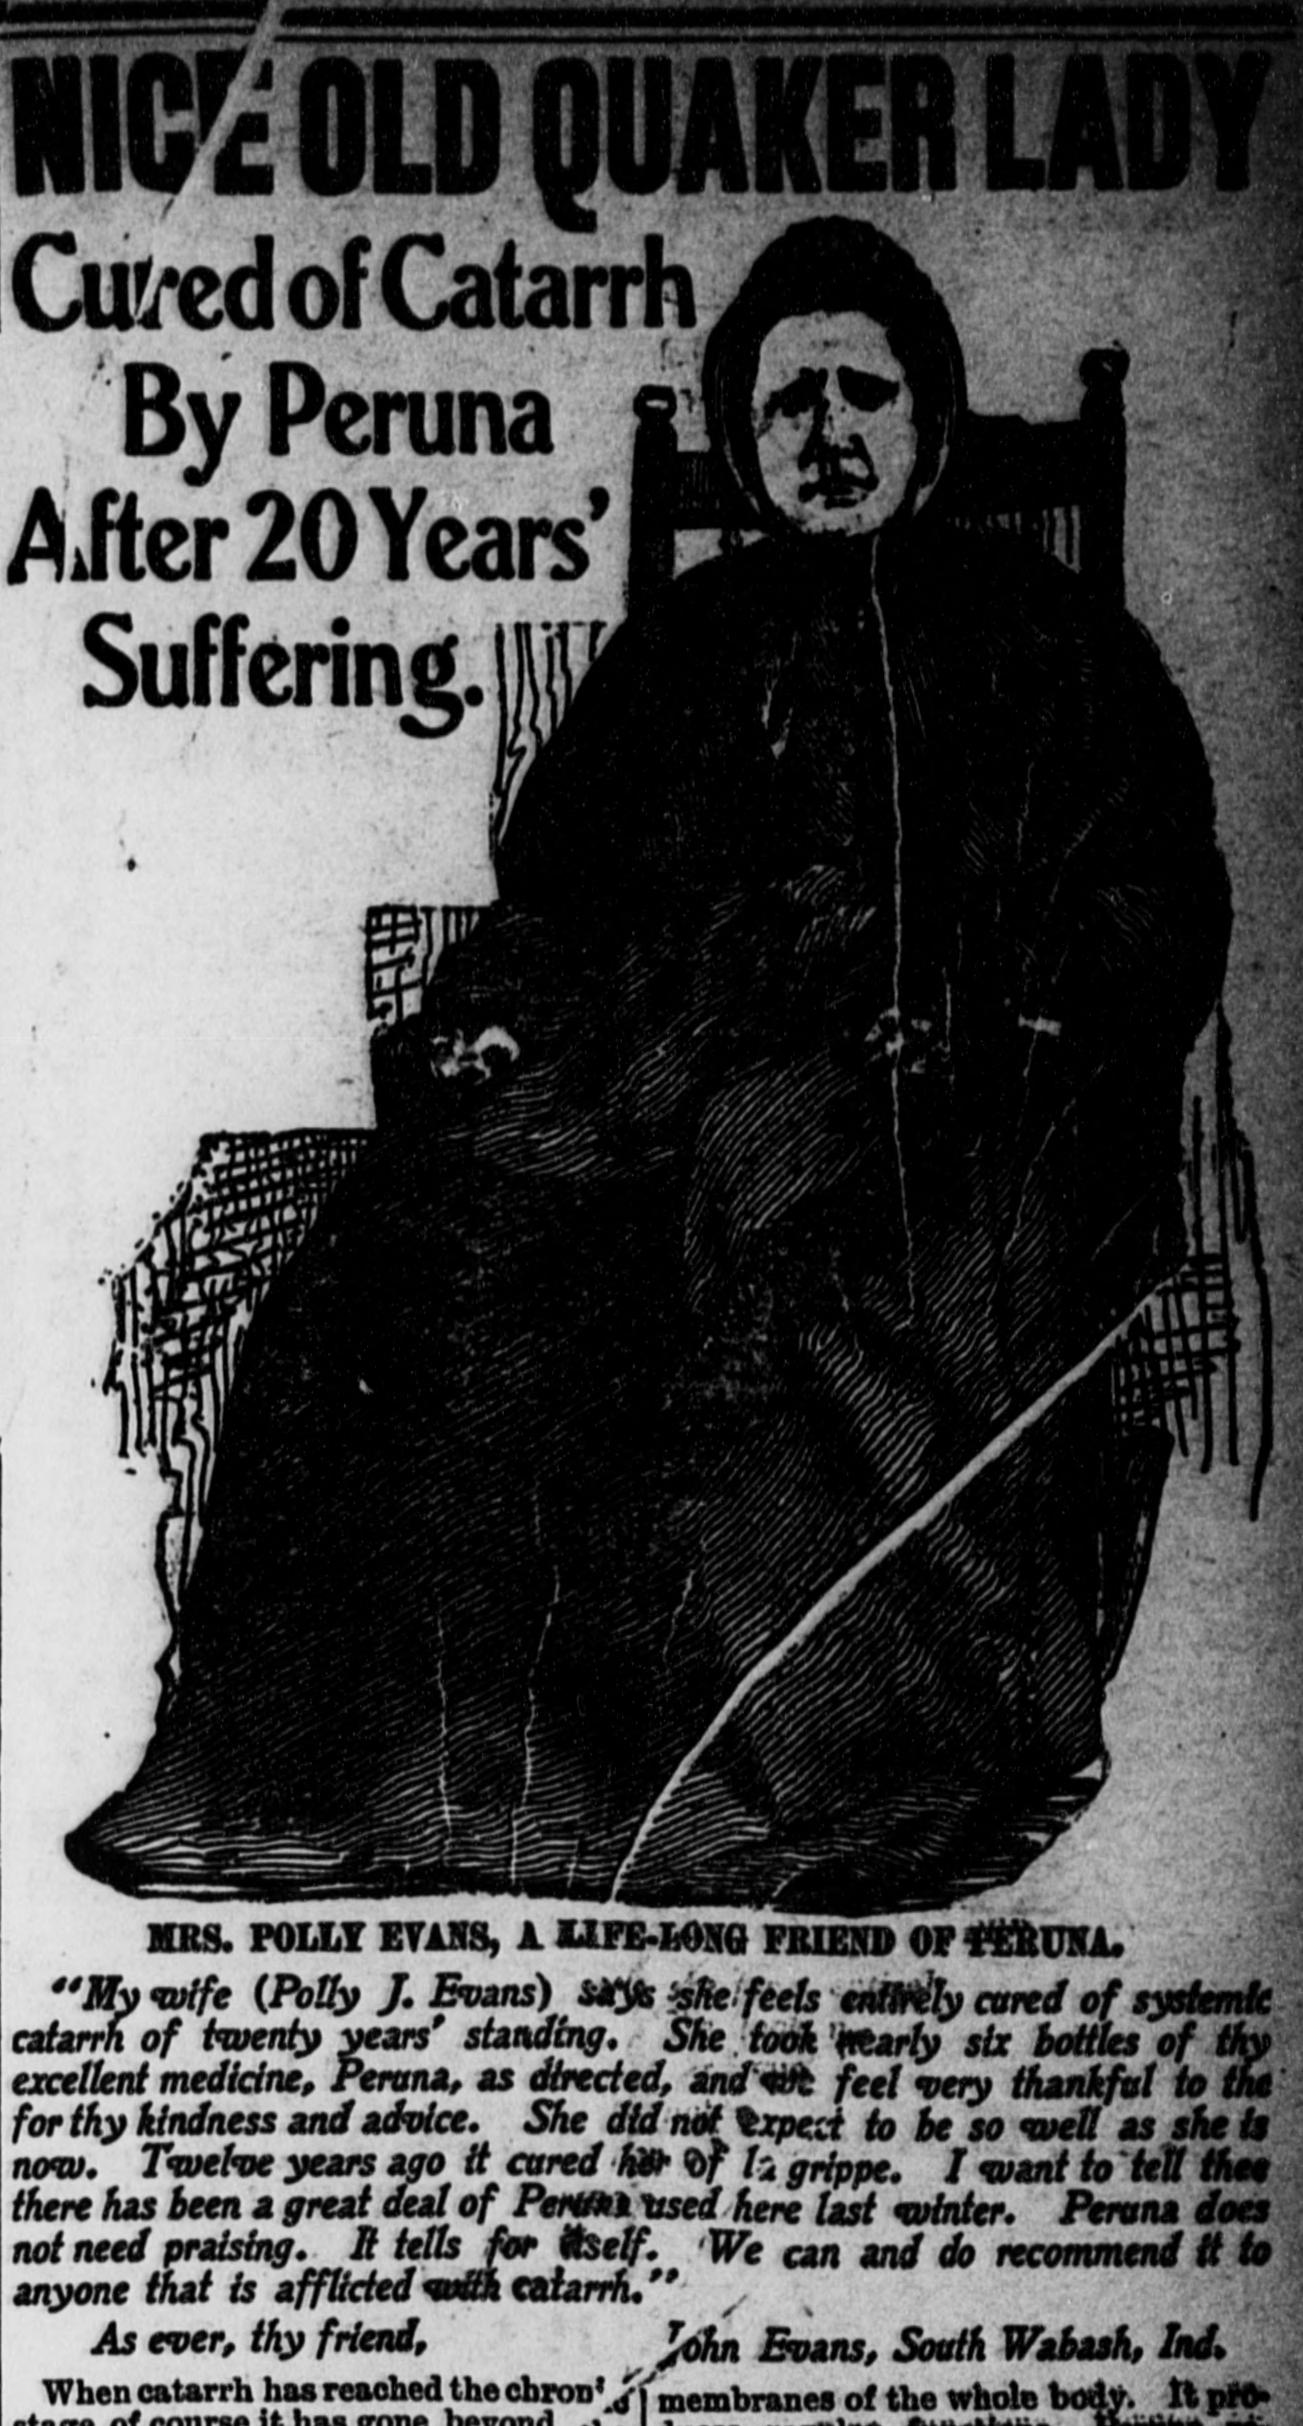 NICE OLD QUAKER LADY
Cured of Catarrh
By Peruna
After 20 Years'
Suffering.
MRS. POLLY EVANS, A LIFE-LONG FRIEND OF PERUNA.
"My wife (Polly J. Evans) says she feels entirely cured of systemic
catarrh of twenty years' standing. She took nearly six bottles of thy
excellent medicine, Peruna, as directed, and we feel very thankful to the
for thy kindness and advice. She did not expect to be so well as she is
now. Twelve years ago it cured her of la grippe. I want to tell thee
there has been a great deal of Peruna used here last winter. Peruna does
not need praising. It tells for itself. We can and do recommend it to
anyone that is afflicted with catarrh."
As ever, thy friend,
John Evans, South Wabash, Ind.
When catarrh has reached the
stage of course it has gone beyond
membranes of the whole body. It pro-